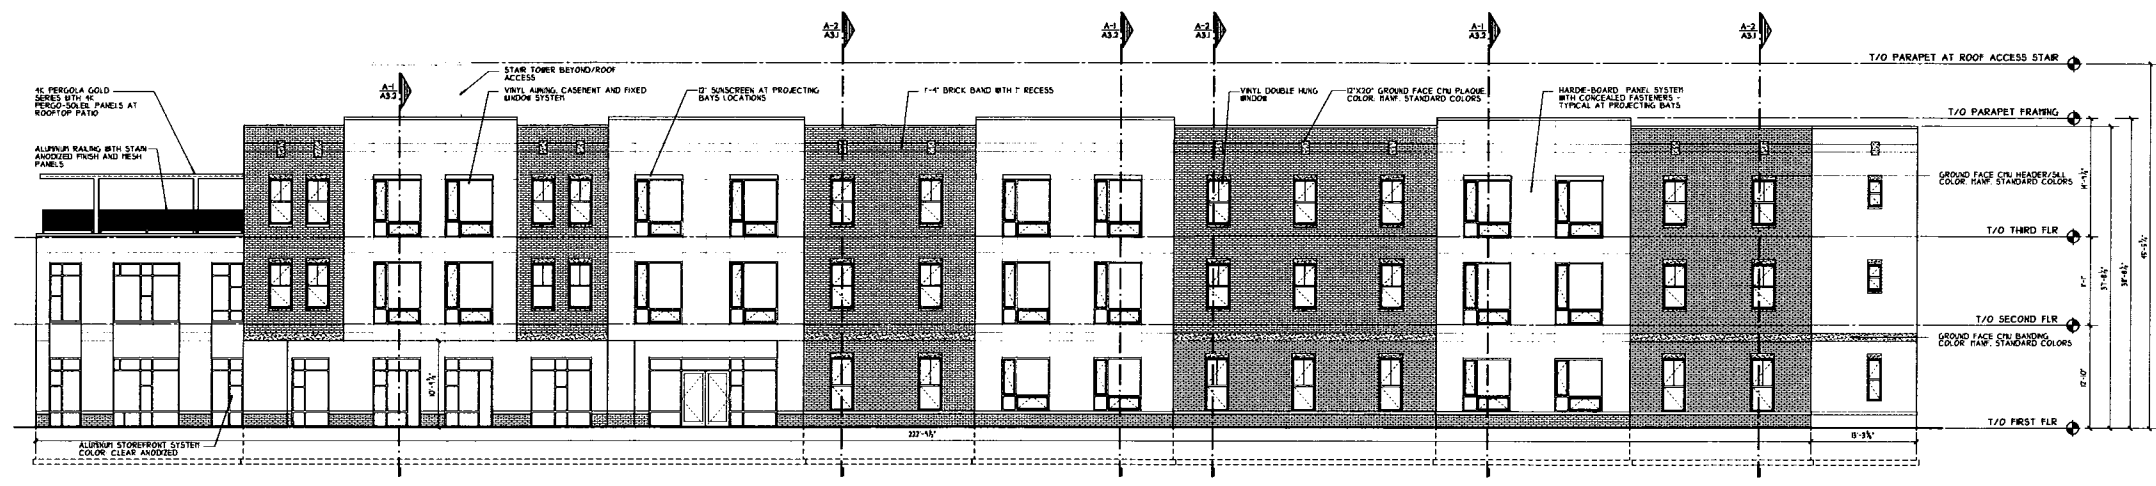 A-2
A3.1
A-1
A3.2
A-2
A3.1
A-1
A3.2
A-2
A3.1
T/O PARAPET AT ROOF ACCESS STAIR
STAIR TOWER BEYOND/ROOF
ACCESS
A-1
A3.2
4K PERGOLA GOLD
SERIES WITH 4K
PERGO-SOLEIL PANELS AT
ROOFTOP PATIO
VINYL AWNING, CASEMENT AND FIXED
WINDOW SYSTEM
12" SUNSCREEN AT PROJECTING
BAYS LOCATIONS
1'-4" BRICK BAND WITH 1" RECESS
VINYL DOUBLE HUNG
WINDOW
12"X20" GROUND FACE CMU PLAQUE
COLOR: MANF. STANDARD COLORS
HARDIE-BOARD PANEL SYSTEM
WITH CONCEALED FASTENERS -
TYPICAL AT PROJECTING BAYS
T/O PARAPET FRAMING
ALUMINUM RAILING WITH STAIN
ANODIZED FINISH AND MESH
PANELS
GROUND FACE CMU HEADER/SILL
COLOR: MANF. STANDARD COLORS
T/O THIRD FLR
T/O SECOND FLR
GROUND FACE CMU BANDING
COLOR: MANF. STANDARD COLORS
12'-10"
T/O FIRST FLR
ALUMINUM STOREFRONT SYSTEM
COLOR: CLEAR ANODIZED